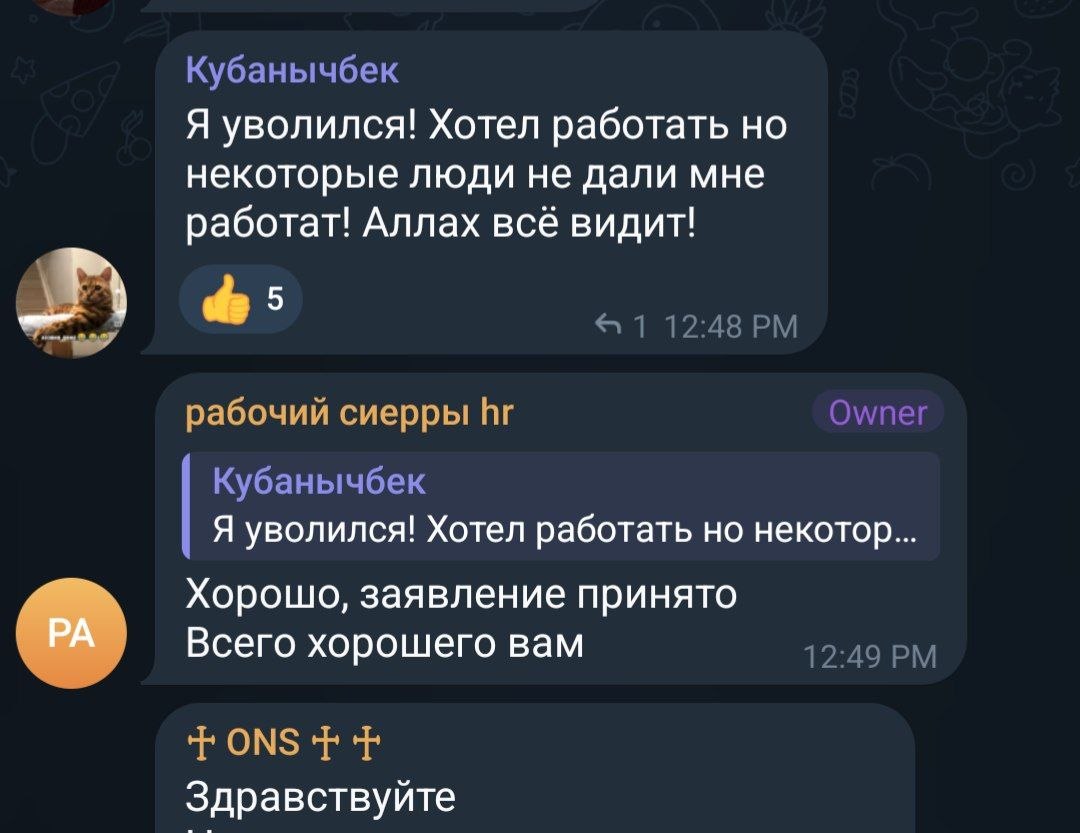 Кубанычбек
Я уволился! Хотел работать но
некоторые люди не дали мне
работат! Аллах всё видит!
👍 5
1 12:48 PM
рабочий сиерры hr
Owner
Кубанычбек
Я уволился! Хотел работать но некотор...
Хорошо, заявление принято
Всего хорошего вам
12:49 PM
РА
☩ ONS ☩ ☩
Здравствуйте